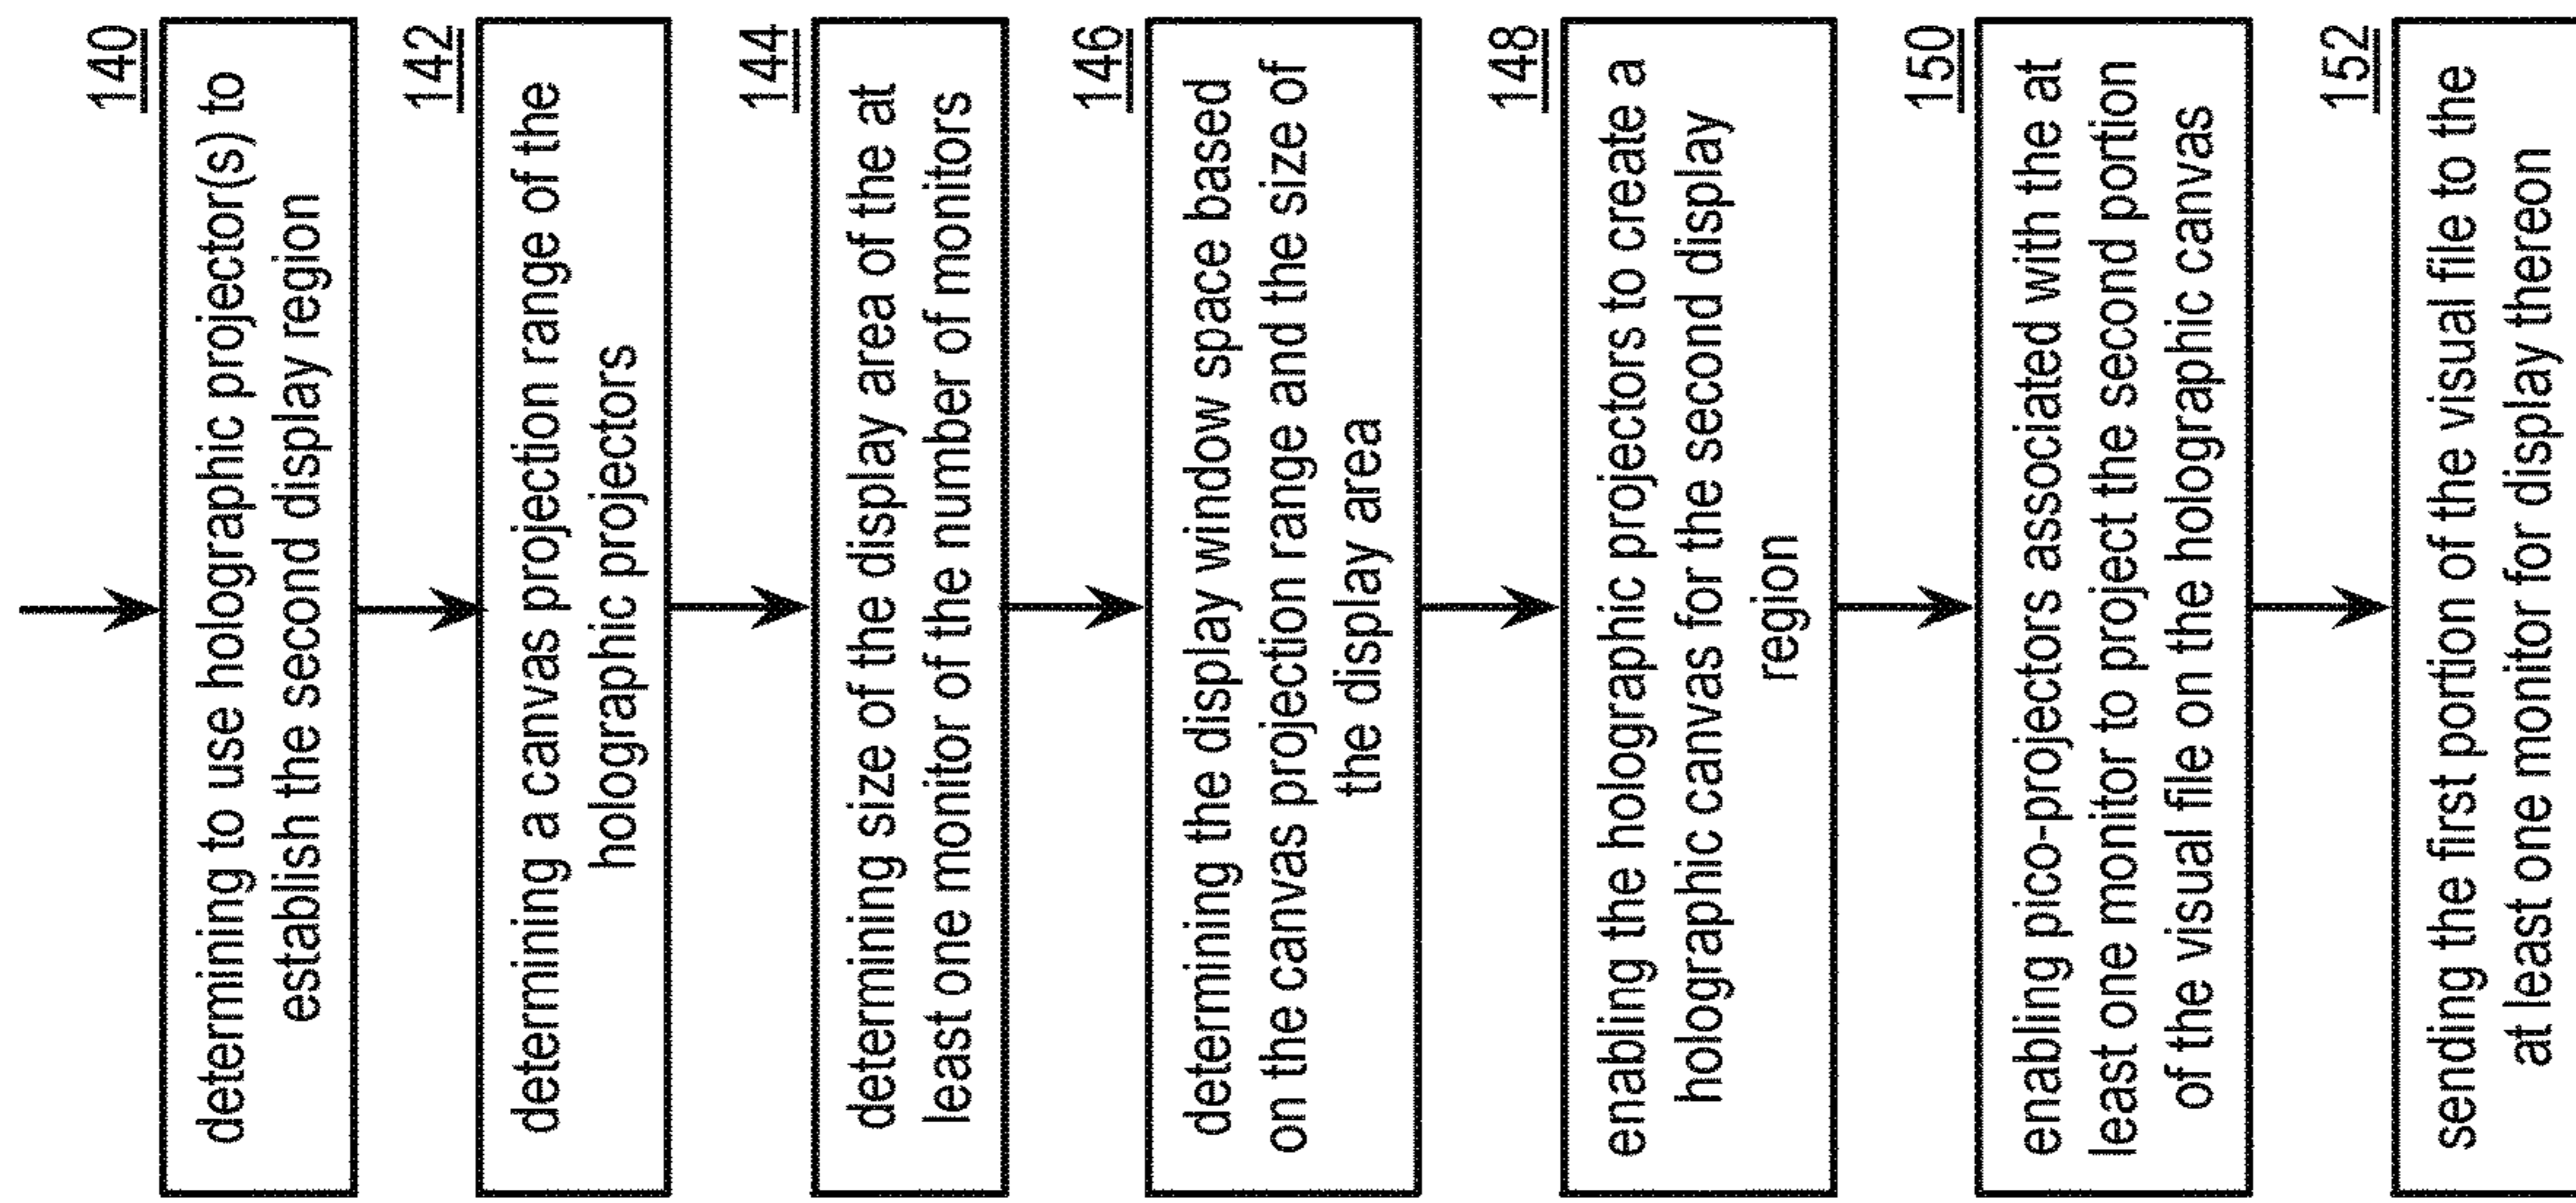 140
determining to use holographic projector(s) to
establish the second display region
142
determining a canvas projection range of the
holographic projectors
144
determining size of the display area of the at
least one monitor of the number of monitors
146
determining the display window space based
on the canvas projection range and the size of
the display area
148
enabling the holographic projectors to create a
holographic canvas for the second display
region
150
enabling pico-projectors associated with the at
least one monitor to project the second portion
of the visual file on the holographic canvas
152
sending the first portion of the visual file to the
at least one monitor for display thereon